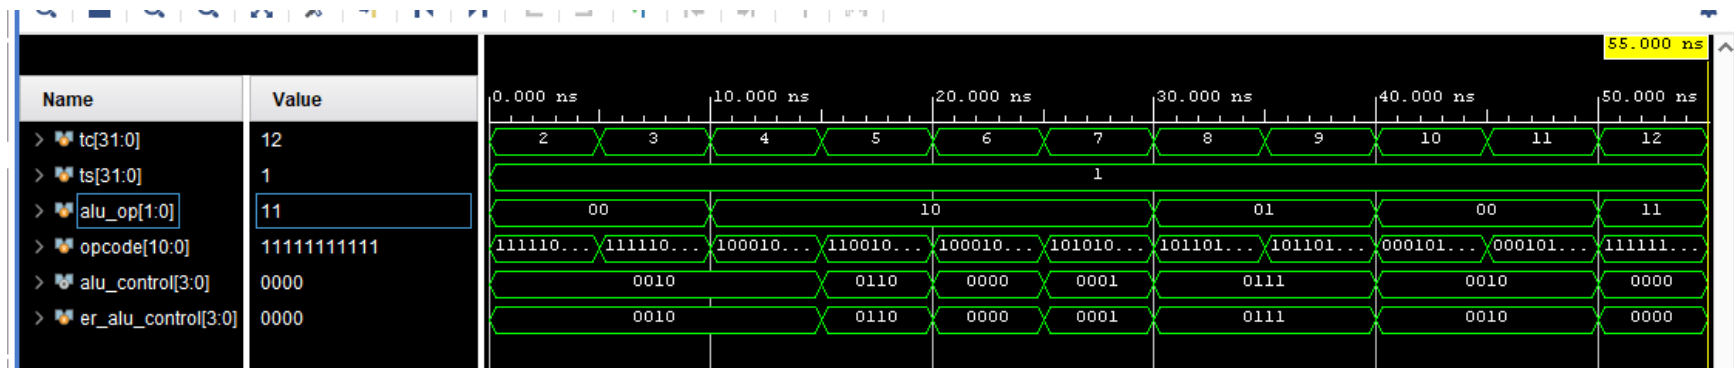 55.000 ns
Name Value 0.000 ns 10.000 ns 20.000 ns 30.000 ns 40.000 ns 50.000 ns
tc[31:0] 12 2 3 4 5 6 7 8 9 10 11 12
ts[31:0] 1 1
alu_op[1:0] 11 00 10 01 00 11
opcode[10:0] 11111111111 111110... 111110... 100010... 110010... 100010... 101010... 101101... 101101... 000101... 000101... 111111...
alu_control[3:0] 0000 0010 0110 0000 0001 0111 0010 0000
er_alu_control[3:0] 0000 0010 0110 0000 0001 0111 0010 0000